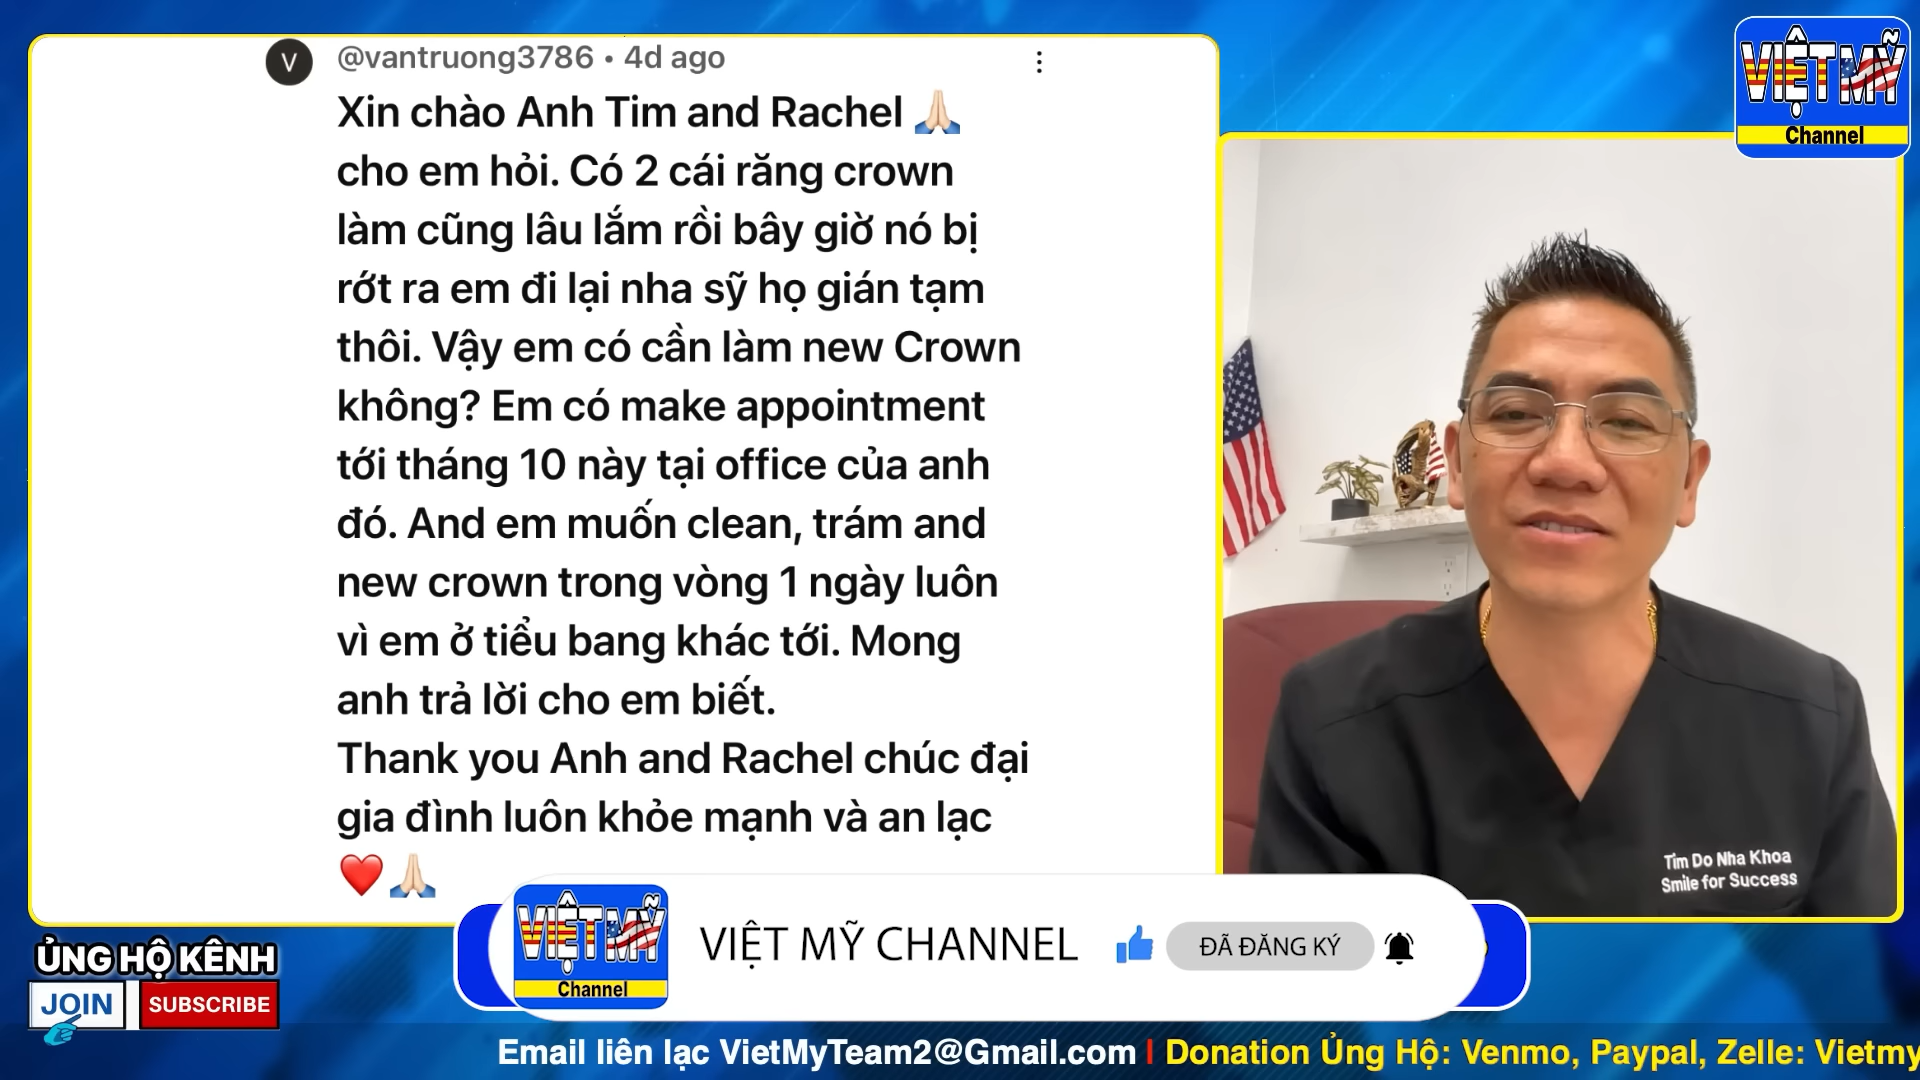 V
@vantruong3786 • 4d ago
Xin chào Anh Tim and Rachel 🙏🏻
cho em hỏi. Có 2 cái răng crown
làm cũng lâu lắm rồi bây giờ nó bị
rớt ra em đi lại nha sỹ họ gián tạm
thôi. Vậy em có cần làm new Crown
không? Em có make appointment
tới tháng 10 này tại office của anh
đó. And em muốn clean, trám and
new crown trong vòng 1 ngày luôn
vì em ở tiểu bang khác tới. Mong
anh trả lời cho em biết.
Thank you Anh and Rachel chúc đại
gia đình luôn khỏe mạnh và an lạc
❤️🙏🏻
VIỆT MỸ
Channel
Tim Do Nha Khoa
Smile for Success
VIỆT MỸ
Channel
VIỆT MỸ CHANNEL
ĐÃ ĐĂNG KÝ
ỦNG HỘ KÊNH
JOIN
SUBSCRIBE
Email liên lạc VietMyTeam2@Gmail.com | Donation Ủng Hộ: Venmo, Paypal, Zelle: Vietmy